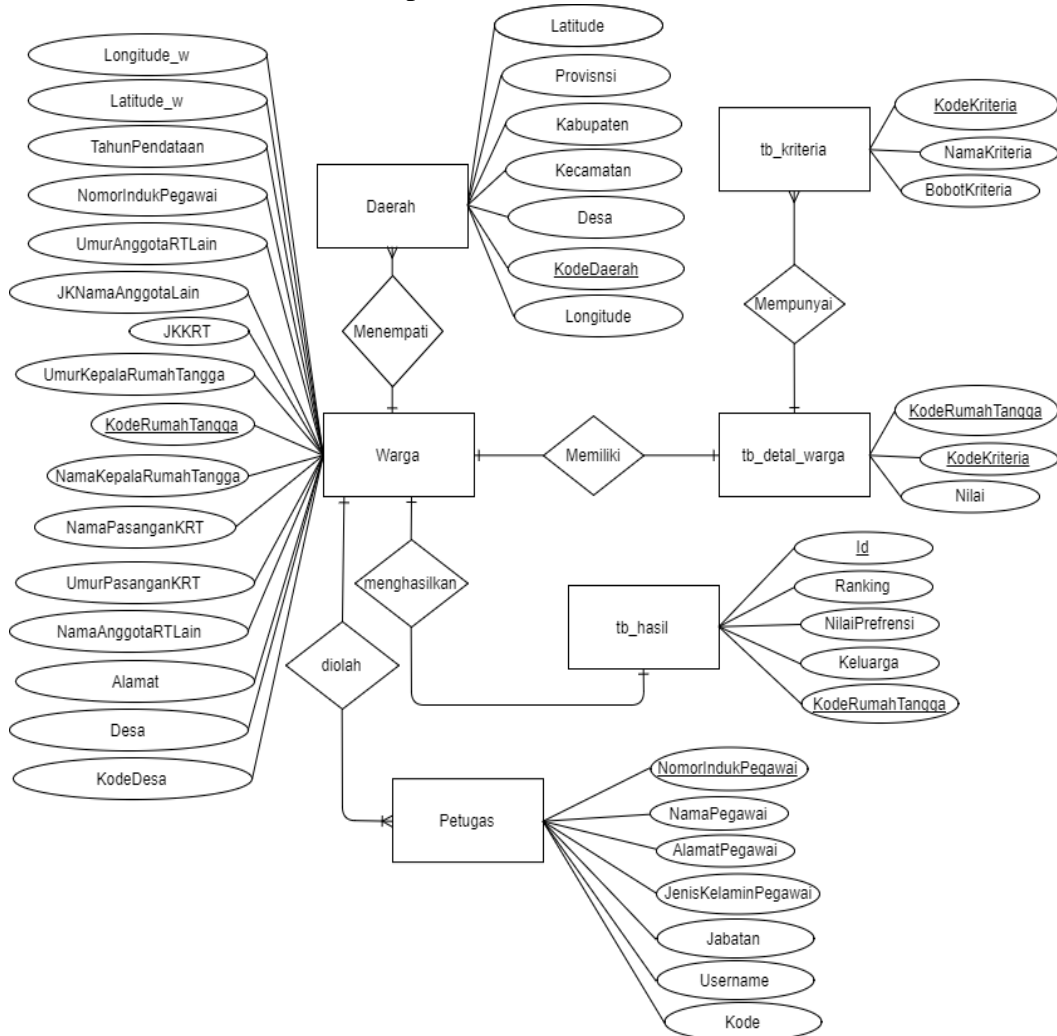 Longitude_w
Latitude_w
TahunPendataan
NomorIndukPegawai
UmurAnggotaRTLain
JKNamaAnggotaLain
JKKRT
UmurKepalaRumahTangga
KodeRumahTangga
NamaKepalaRumahTangga
NamaPasanganKRT
UmurPasanganKRT
NamaAnggotaRTLain
Alamat
Desa
KodeDesa
Daerah
Latitude
Provisnsi
Kabupaten
Kecamatan
Desa
KodeDaerah
Longitude
Menempati
Warga
Memiliki
tb_kriteria
KodeKriteria
NamaKriteria
BobotKriteria
Mempunyai
tb_detal_warga
KodeRumahTangga
KodeKriteria
Nilai
menghasilkan
tb_hasil
Id
Ranking
NilaiPrefrensi
Keluarga
KodeRumahTangga
diolah
Petugas
NomorIndukPegawai
NamaPegawai
AlamatPegawai
JenisKelaminPegawai
Jabatan
Username
Kode